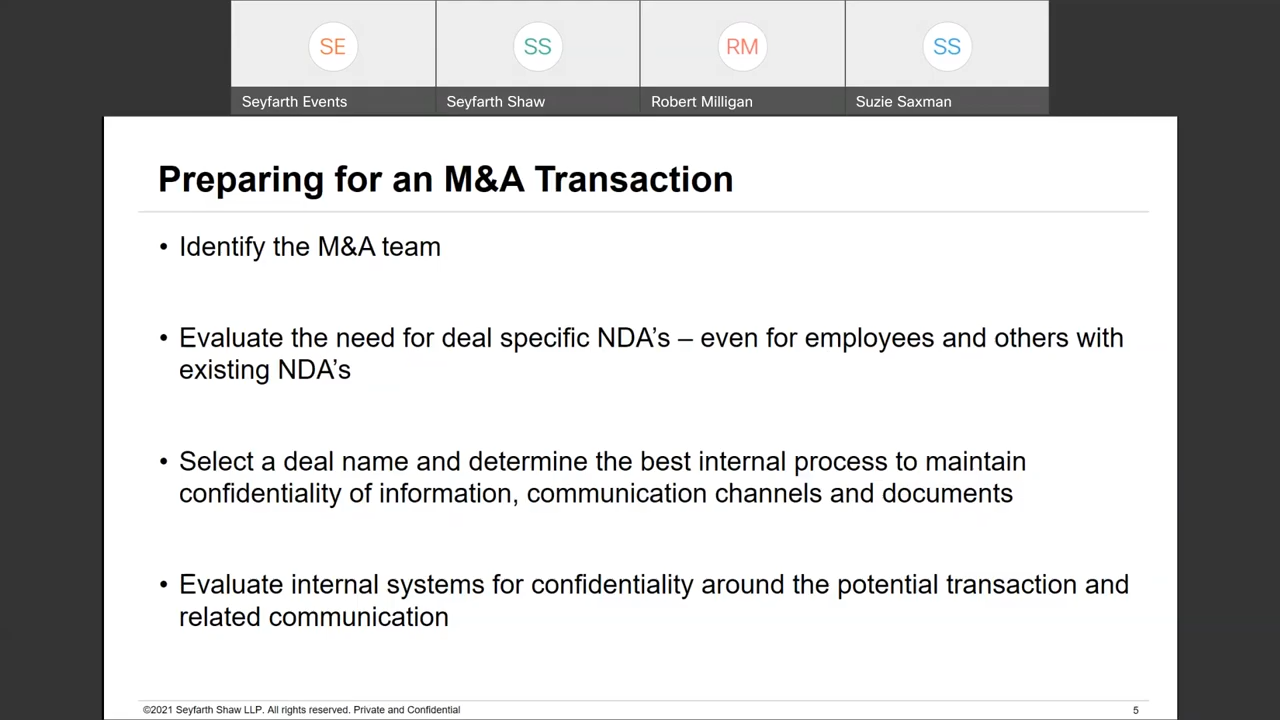 SE
SS
RM
SS
Seyfarth Events
Seyfarth Shaw
Robert Milligan
Suzie Saxman
Preparing for an M&A Transaction
• Identify the M&A team
• Evaluate the need for deal specific NDA’s – even for employees and others with
existing NDA’s
• Select a deal name and determine the best internal process to maintain
confidentiality of information, communication channels and documents
• Evaluate internal systems for confidentiality around the potential transaction and
related communication
©2021 Seyfarth Shaw LLP. All rights reserved. Private and Confidential
5